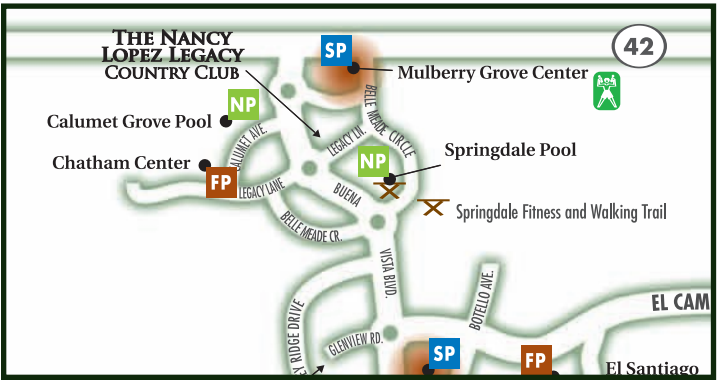 THE NANCY
LOPEZ LEGACY
COUNTRY CLUB
SP
42
Mulberry Grove Center
NP
Calumet Grove Pool
CALUMET AVE.
BELLE MEADE CIRCLE
LEGACY LN.
Chatham Center
NP
Springdale Pool
FP
LEGACY LANE
BUENA
BELLE MEADE CR.
Springdale Fitness and Walking Trail
VISTA BLVD.
BOTELLO AVE.
EL CAM
EY RIDGE DRIVE
GLENVIEW RD.
SP
FP
El Santiago